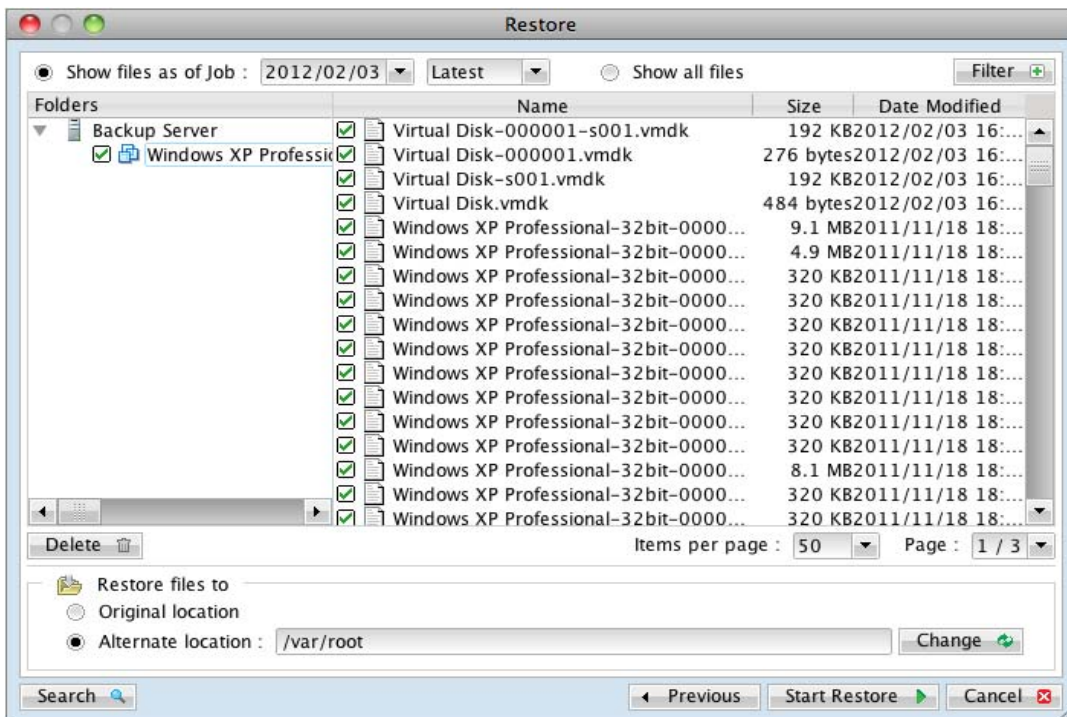 Restore
Show files as of Job : 2012/02/03 Latest Show all files Filter
Folders Name Size Date Modified
Backup Server
Windows XP Professio
Virtual Disk-000001-s001.vmdk 192 KB 2012/02/03 16:...
Virtual Disk-000001.vmdk 276 bytes 2012/02/03 16:...
Virtual Disk-s001.vmdk 192 KB 2012/02/03 16:...
Virtual Disk.vmdk 484 bytes 2012/02/03 16:...
Windows XP Professional-32bit-0000... 9.1 MB 2011/11/18 18:...
Windows XP Professional-32bit-0000... 4.9 MB 2011/11/18 18:...
Windows XP Professional-32bit-0000... 320 KB 2011/11/18 18:...
Windows XP Professional-32bit-0000... 320 KB 2011/11/18 18:...
Windows XP Professional-32bit-0000... 320 KB 2011/11/18 18:...
Windows XP Professional-32bit-0000... 320 KB 2011/11/18 18:...
Windows XP Professional-32bit-0000... 320 KB 2011/11/18 18:...
Windows XP Professional-32bit-0000... 320 KB 2011/11/18 18:...
Windows XP Professional-32bit-0000... 320 KB 2011/11/18 18:...
Windows XP Professional-32bit-0000... 320 KB 2011/11/18 18:...
Windows XP Professional-32bit-0000... 8.1 MB 2011/11/18 18:...
Windows XP Professional-32bit-0000... 320 KB 2011/11/18 18:...
Windows XP Professional-32bit-0000... 320 KB 2011/11/18 18:...
Delete Items per page : 50 Page : 1 / 3
Restore files to
Original location
Alternate location : /var/root Change
Search Previous Start Restore Cancel